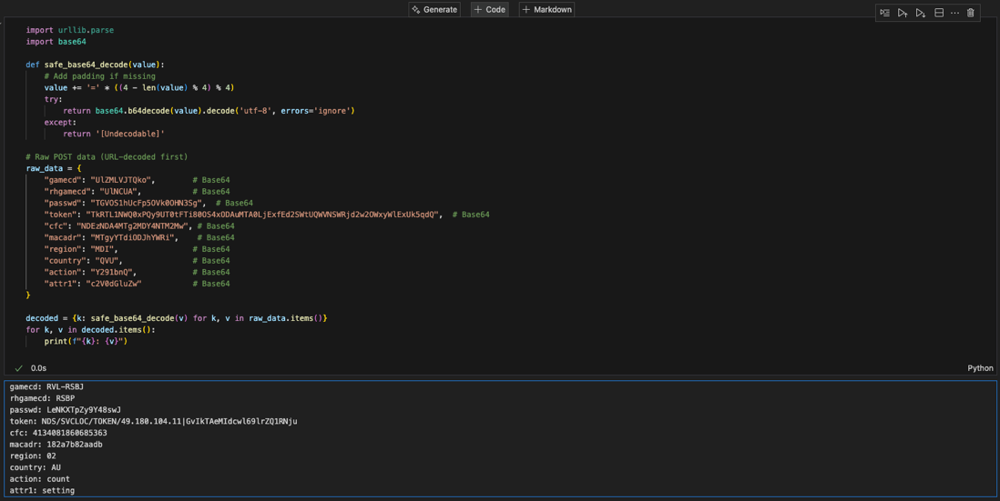 Generate Code Markdown
import urllib.parse
import base64
def safe_base64_decode(value):
# Add padding if missing
value += '=' * ((4 - len(value) % 4) % 4)
try:
return base64.b64decode(value).decode('utf-8', errors='ignore')
except:
return '[Undecodable]'
# Raw POST data (URL-decoded first)
raw_data = {
"gamecd": "UlZMLVJTQko", # Base64
"rhgamecd": "UlNCUA", # Base64
"passwd": "TGVOS1hUcFp5OVk0OHN3Sg", # Base64
"token": "TkRTL1NWQ0xPQy9UT0tFTi80OS4xODAuMTA0LjExfEd2SWtUQWVNSWRjd2w2OWxyWlExUk5qdQ", # Base64
"cfc": "NDEzNDA4MTg2MDY4NTM2Mw", # Base64
"macadr": "MTgyYTdiODJhYWRi", # Base64
"region": "MDI", # Base64
"country": "QVU", # Base64
"action": "Y291bnQ", # Base64
"attr1": "c2V0dGluZw" # Base64
}
decoded = {k: safe_base64_decode(v) for k, v in raw_data.items()}
for k, v in decoded.items():
print(f"{k}: {v}")
0.0s Python
gamecd: RVL-RSBJ
rhgamecd: RSBP
passwd: LeNKXTpZy9Y48swJ
token: NDS/SVCLOC/TOKEN/49.180.104.11|GvIkTAeMIdcwl69lrZQ1RNju
cfc: 4134081860685363
macadr: 182a7b82aadb
region: 02
country: AU
action: count
attr1: setting